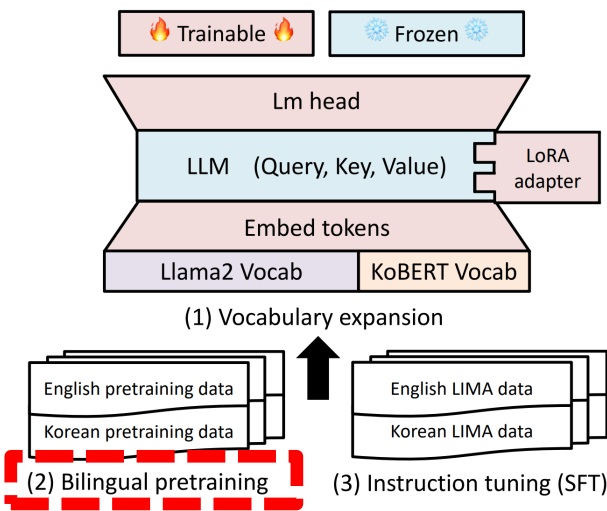 Trainable
Frozen
Lm head
LLM (Query, Key, Value)
LoRA
adapter
Embed tokens
Llama2 Vocab
KoBERT Vocab
(1) Vocabulary expansion
English pretraining data
Korean pretraining data
(2) Bilingual pretraining
English LIMA data
Korean LIMA data
(3) Instruction tuning (SFT)